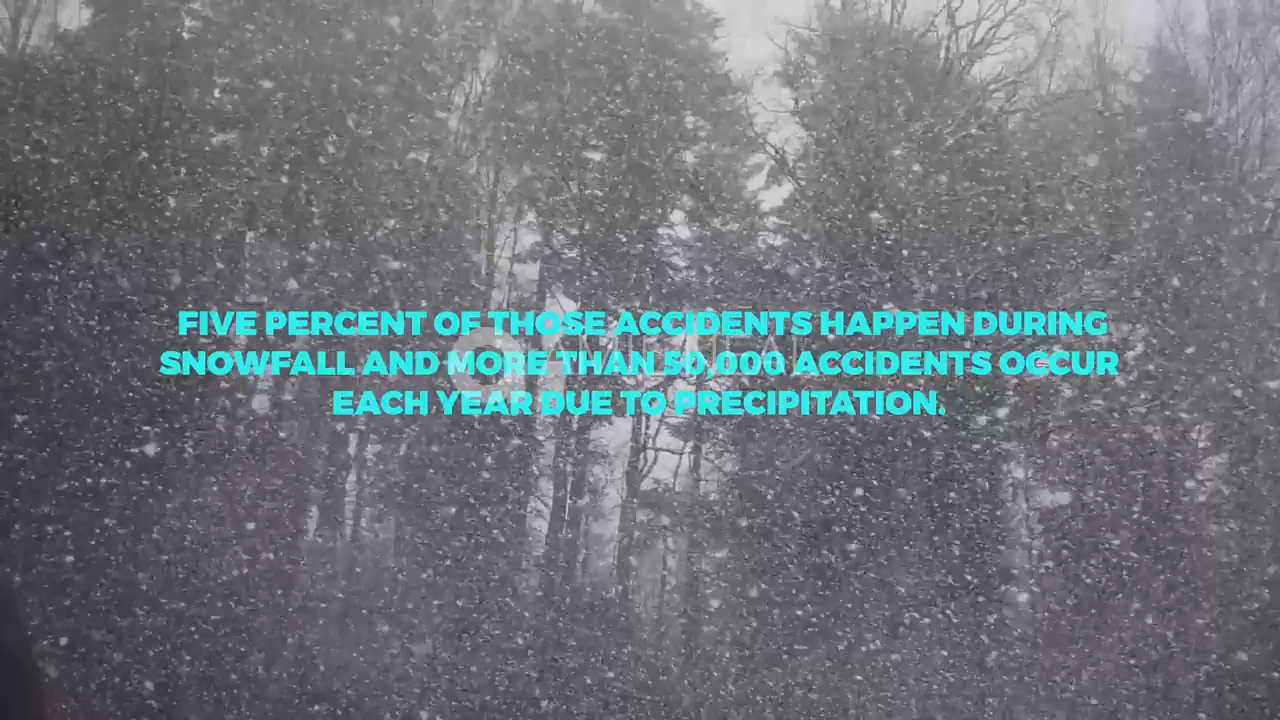 FIVE PERCENT OF THOSE ACCIDENTS HAPPEN DURING
SNOWFALL AND MORE THAN 50,000 ACCIDENTS OCCUR
EACH YEAR DUE TO PRECIPITATION.